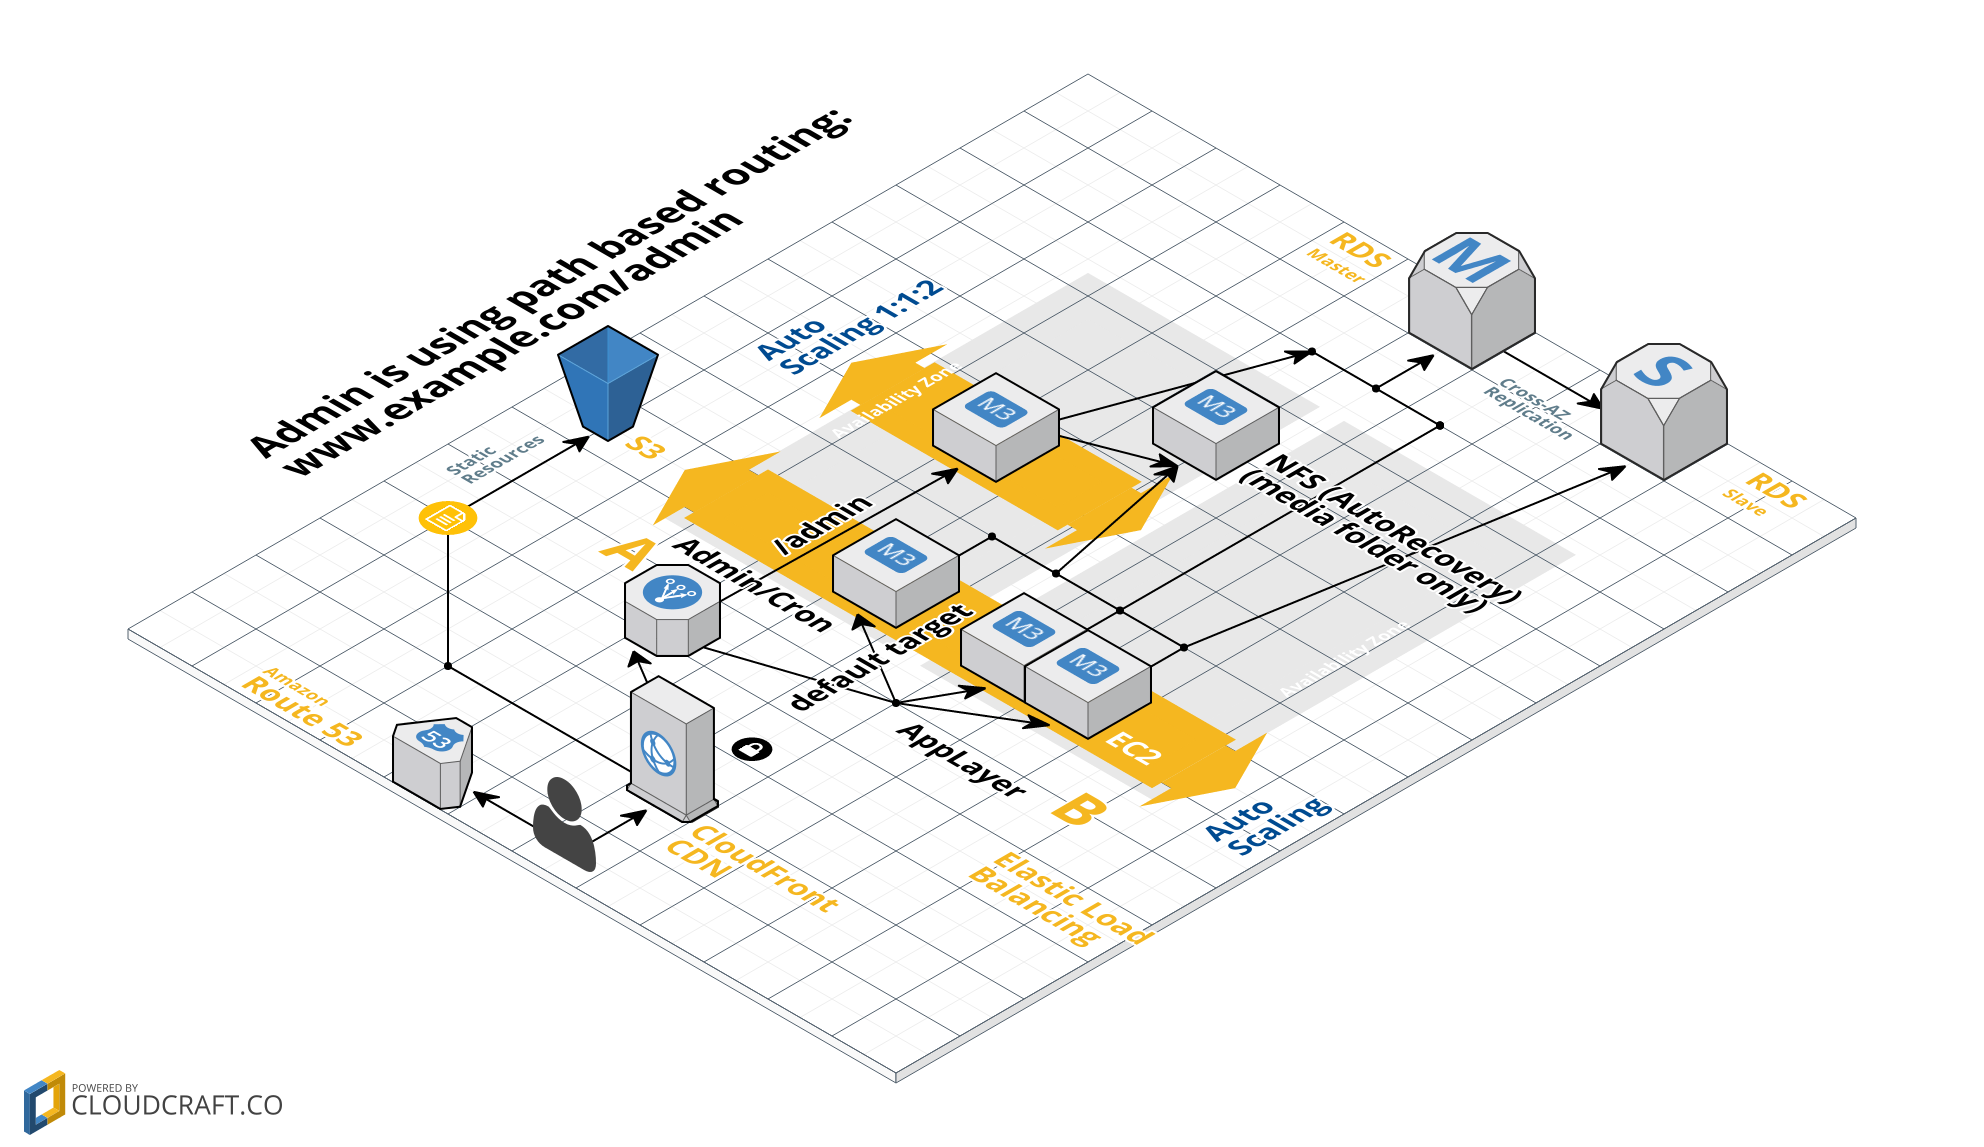 Admin is using path based routing:
www.example.com/admin
Auto
Scaling 1:1:2
RDS
Master
M
S
Cross-AZ
Replication
RDS
Slave
Static
Resources
S3
Availability Zone
M3
M3
NFS (AutoRecovery)
(media folder only)
A
/admin
Admin/Cron
M3
default target
M3
M3
Availability Zone
EC2
AppLayer
B
Auto
Scaling
Elastic Load
Balancing
Amazon
Route 53
53
CloudFront
CDN
POWERED BY
CLOUDCRAFT.CO